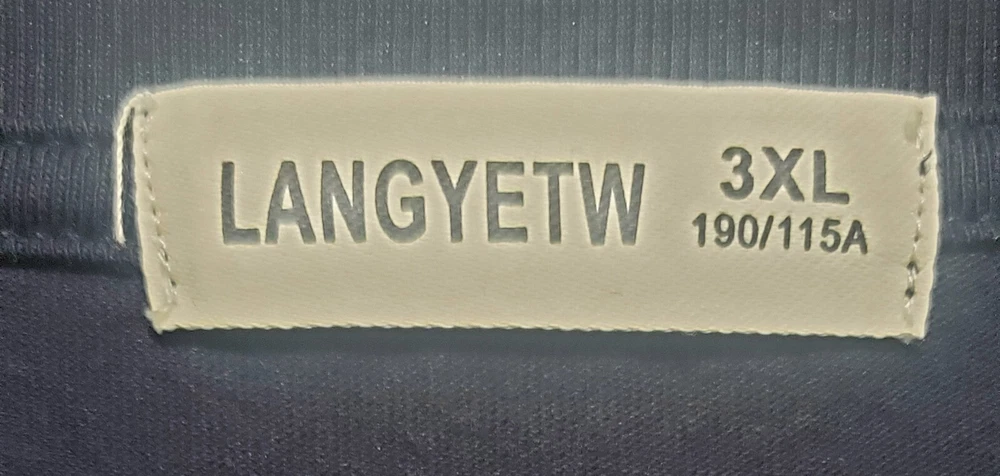 LANGYETW
3XL
190/115A